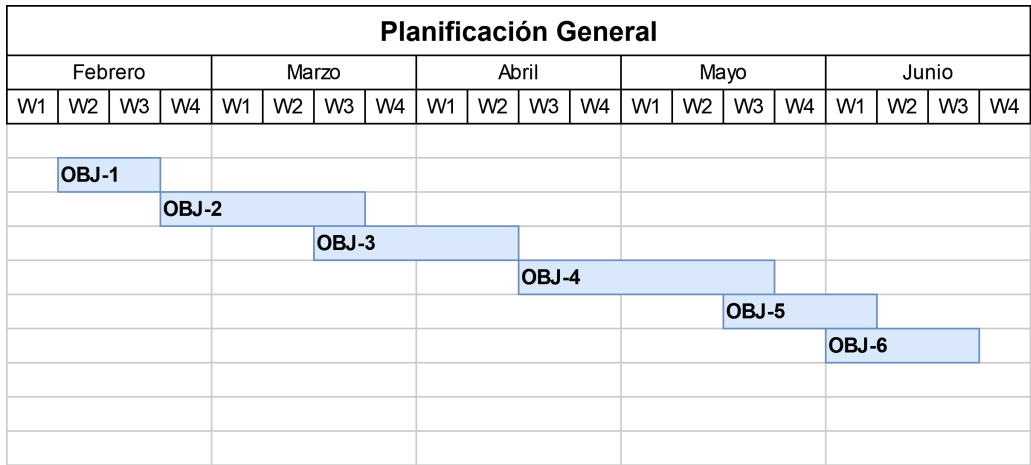 Planificación General
Febrero Marzo Abril Mayo Junio
W1 W2 W3 W4 W1 W2 W3 W4 W1 W2 W3 W4 W1 W2 W3 W4 W1 W2 W3 W4
OBJ-1
OBJ-2
OBJ-3
OBJ-4
OBJ-5
OBJ-6